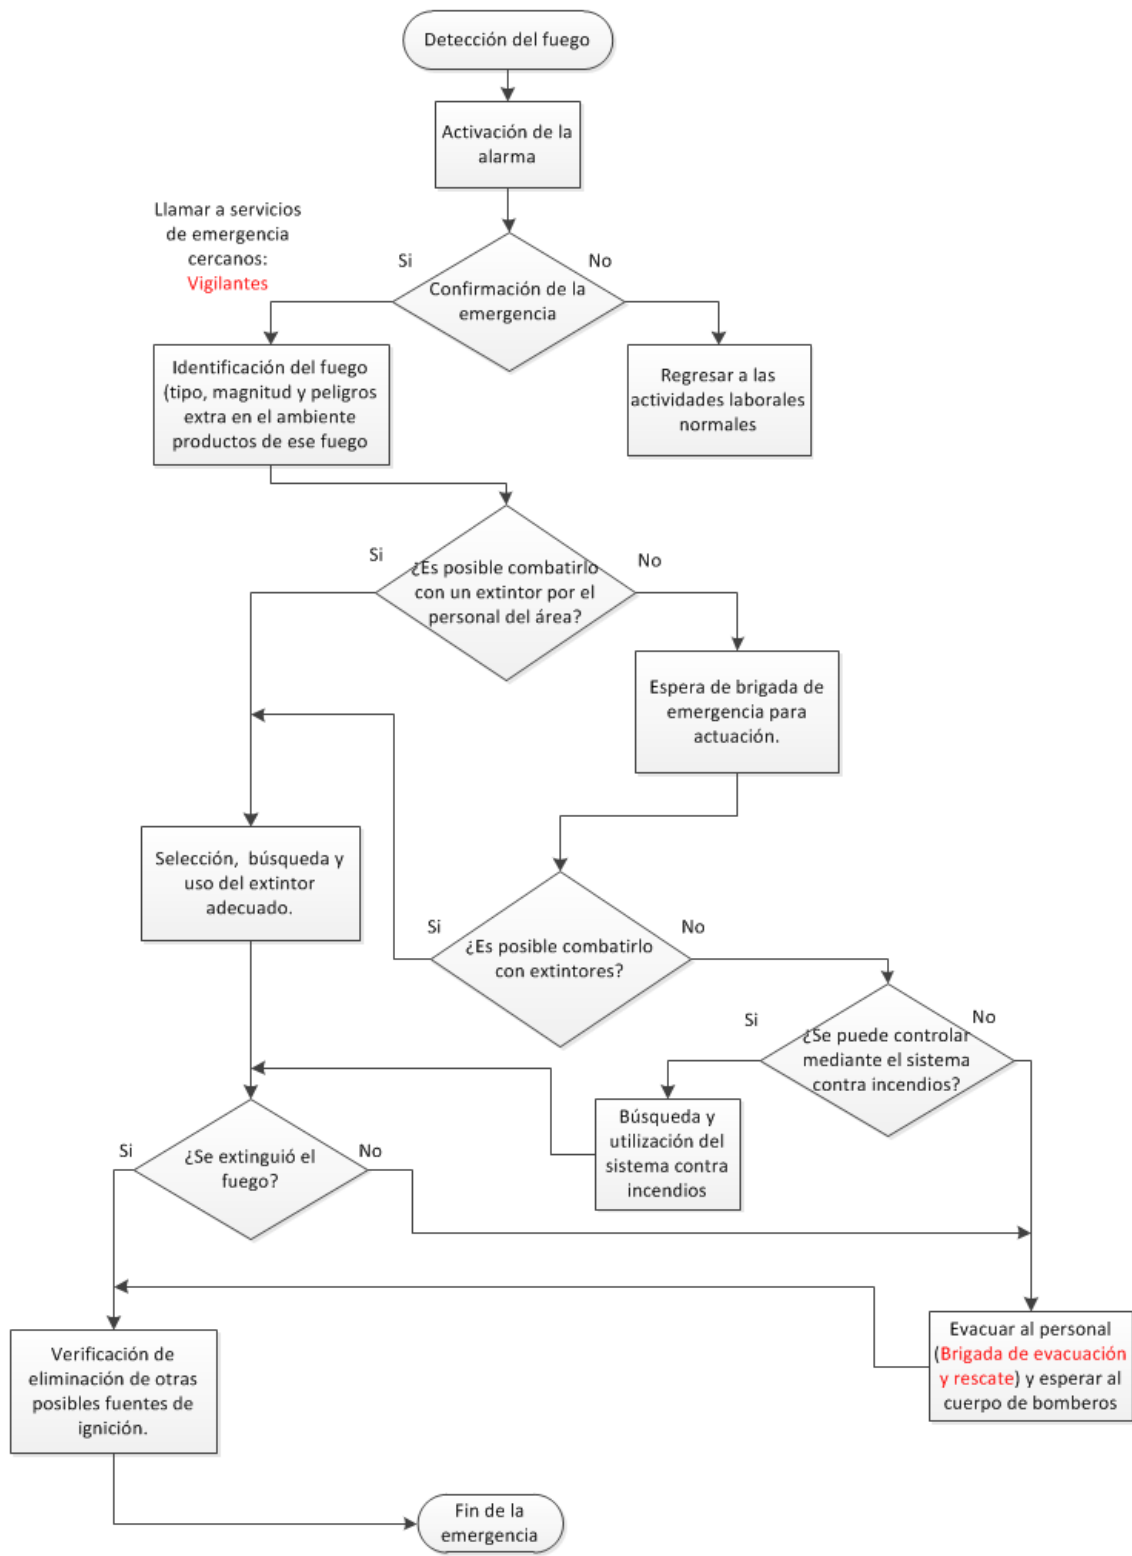 Detección del fuego
Activación de la
alarma
Llamar a servicios
de emergencia
cercanos:
Vigilantes
Si
No
Confirmación de la
emergencia
Identificación del fuego
(tipo, magnitud y peligros
extra en el ambiente
productos de ese fuego
Regresar a las
actividades laborales
normales
Si
No
¿Es posible combatirlo
con un extintor por el
personal del área?
Espera de brigada de
emergencia para
actuación.
Selección, búsqueda y
uso del extintor
adecuado.
Si
No
¿Es posible combatirlo
con extintores?
Si
No
¿Se puede controlar
mediante el sistema
contra incendios?
Búsqueda y
utilización del
sistema contra
incendios
Si
No
¿Se extinguió el
fuego?
Evacuar al personal
(Brigada de evacuación
y rescate) y esperar al
cuerpo de bomberos
Verificación de
eliminación de otras
posibles fuentes de
ignición.
Fin de la
emergencia